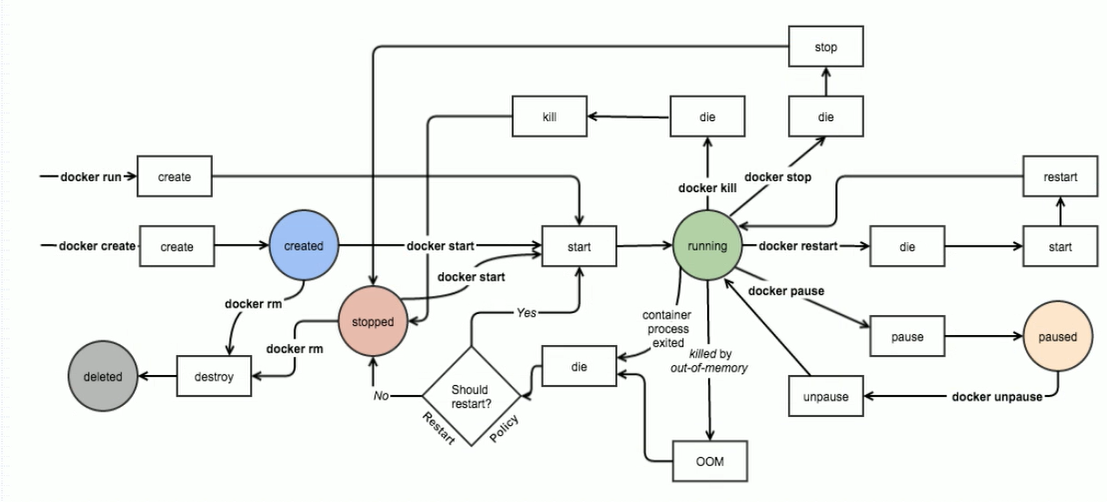 stop
kill
die
die
docker run
create
docker kill
docker stop
restart
docker create
create
created
docker start
start
running
docker restart
die
start
docker start
docker rm
docker pause
stopped
Yes
container
process
exited
pause
paused
docker rm
killed by
out-of-memory
deleted
destroy
die
Should
restart?
No
Restart
Policy
unpause
docker unpause
OOM